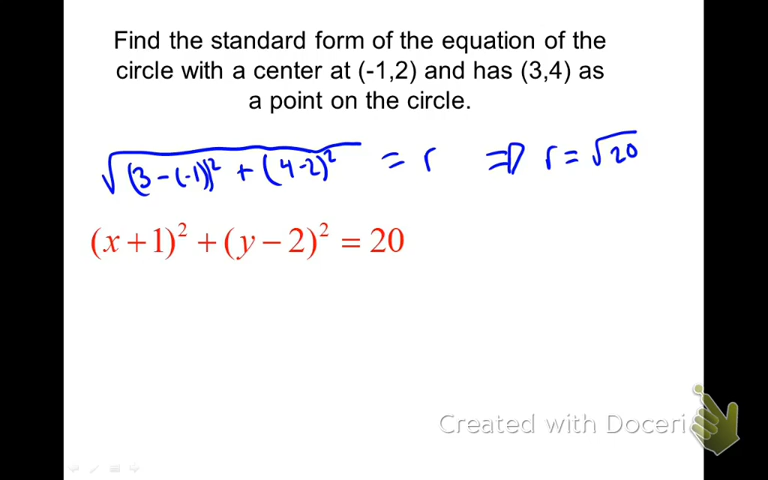 Find the standard form of the equation of the
circle with a center at (-1,2) and has (3,4) as
a point on the circle.
√((3-(-1))² + (4-2)²) = r ⇒ r = √20
(x+1)² + (y−2)² = 20
Created with Doceri